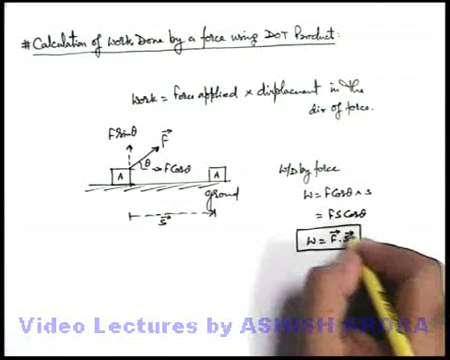 # Calculation of Work Done by a force using DOT Product:
Work = force applied × displacement in the
dirⁿ of force.
F sinθ
F⃗
θ
F cosθ
A
A
ground
s⃗
W/D by force
W = F cosθ × s
= F s cosθ
W = F⃗ . s⃗
Video Lectures by ASHISH ARORA